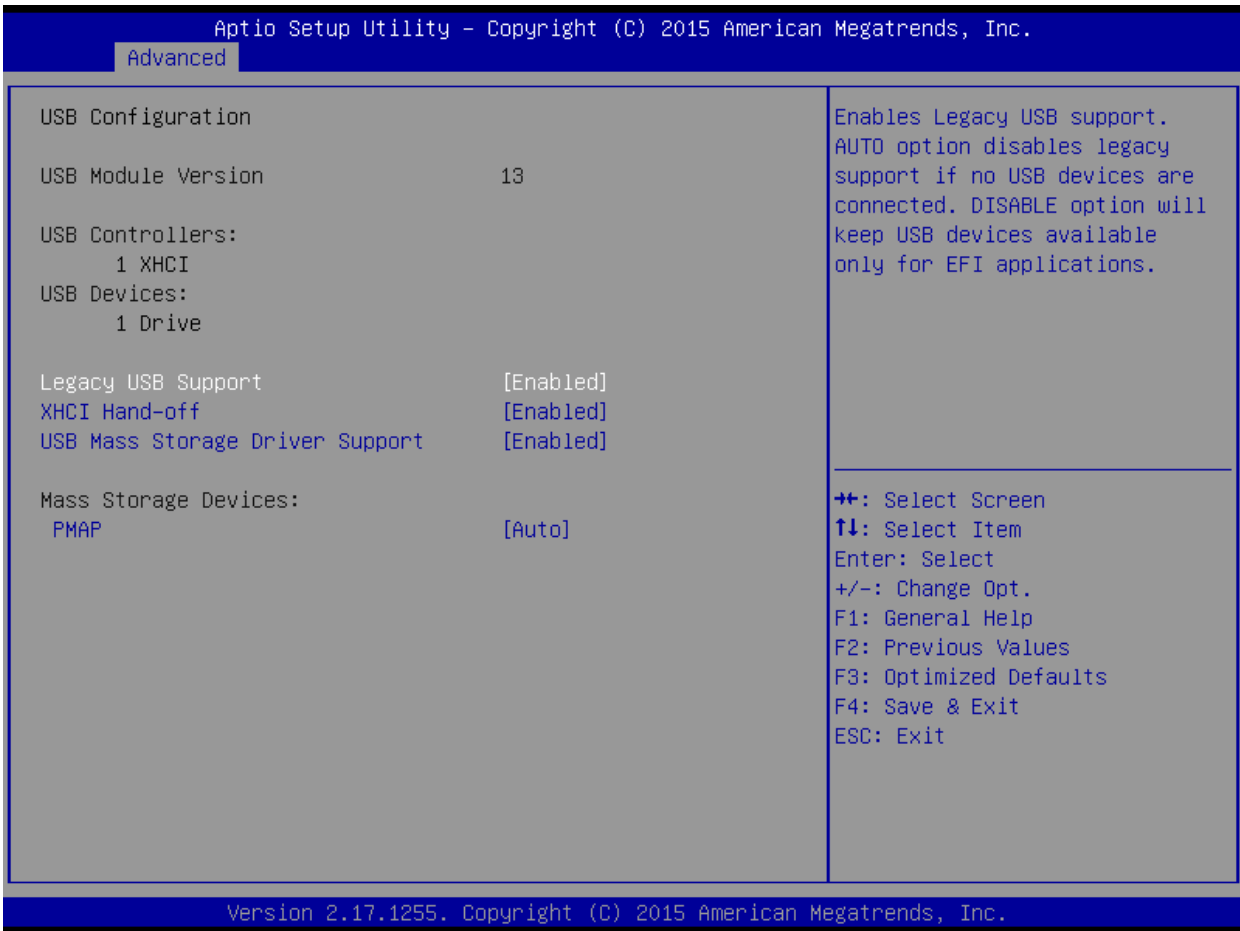 Aptio Setup Utility – Copyright (C) 2015 American Megatrends, Inc.
Advanced
USB Configuration
USB Module Version 13
USB Controllers:
1 XHCI
USB Devices:
1 Drive
Legacy USB Support [Enabled]
XHCI Hand-off [Enabled]
USB Mass Storage Driver Support [Enabled]
Mass Storage Devices:
PMAP [Auto]
Enables Legacy USB support.
AUTO option disables legacy
support if no USB devices are
connected. DISABLE option will
keep USB devices available
only for EFI applications.
→←: Select Screen
↑↓: Select Item
Enter: Select
+/-: Change Opt.
F1: General Help
F2: Previous Values
F3: Optimized Defaults
F4: Save & Exit
ESC: Exit
Version 2.17.1255. Copyright (C) 2015 American Megatrends, Inc.